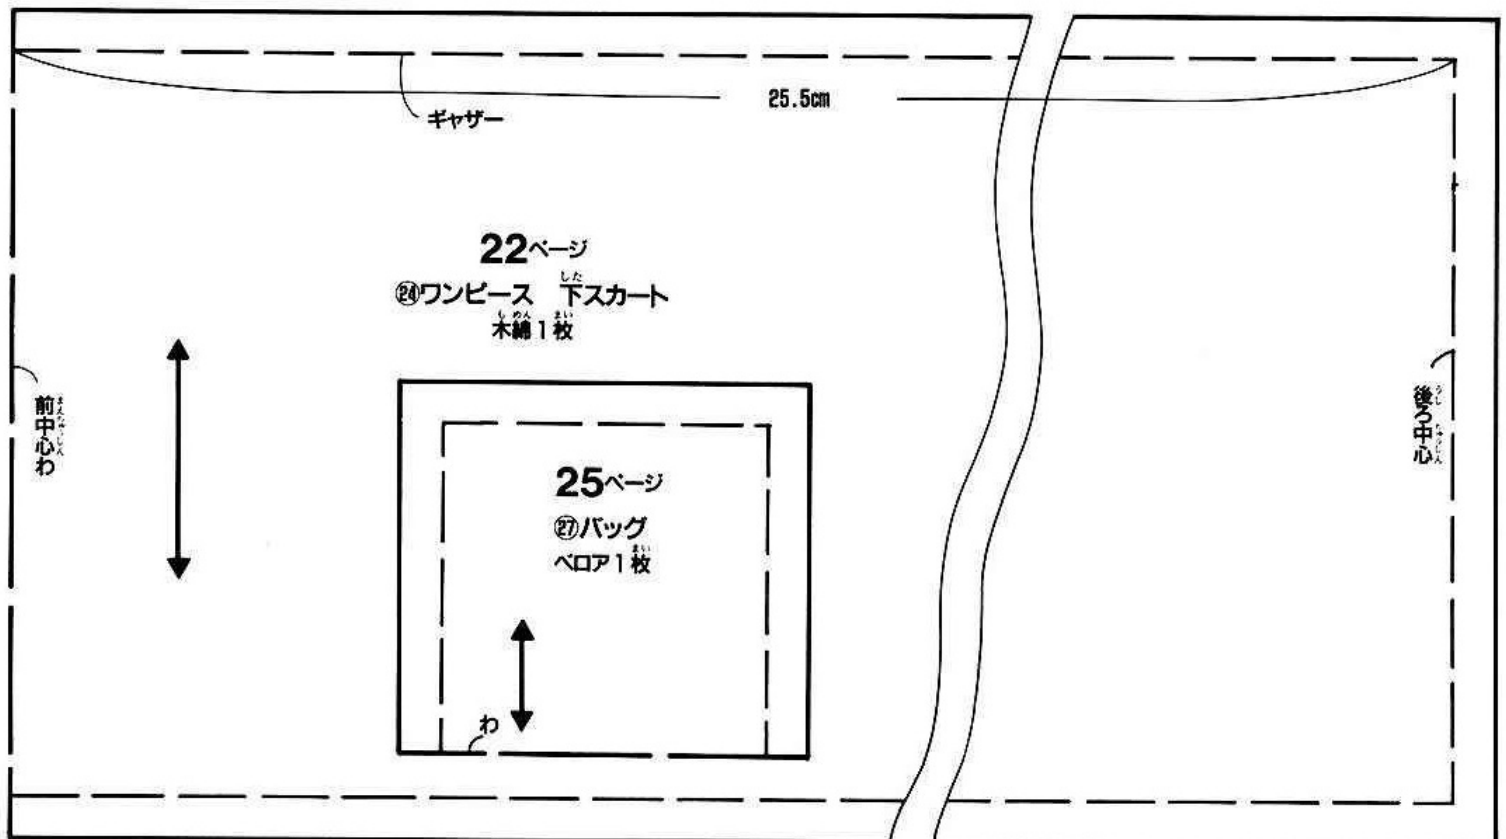 25.5cm
ギャザー
22ページ
㉔ワンピース 下スカート
木綿1枚
前中心わ
後ろ中心
25ページ
㉗バッグ
ベロア1枚
わ